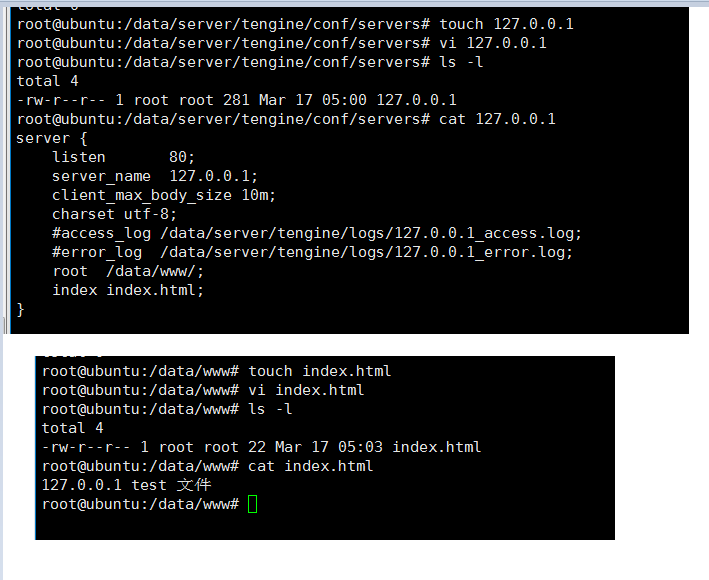 root@ubuntu:/data/server/tengine/conf/servers# touch 127.0.0.1
root@ubuntu:/data/server/tengine/conf/servers# vi 127.0.0.1
root@ubuntu:/data/server/tengine/conf/servers# ls -l
total 4
-rw-r--r-- 1 root root 281 Mar 17 05:00 127.0.0.1
root@ubuntu:/data/server/tengine/conf/servers# cat 127.0.0.1
server {
    listen       80;
    server_name  127.0.0.1;
    client_max_body_size 10m;
    charset utf-8;
    #access_log /data/server/tengine/logs/127.0.0.1_access.log;
    #error_log  /data/server/tengine/logs/127.0.0.1_error.log;
    root  /data/www/;
    index index.html;
}
root@ubuntu:/data/www# touch index.html
root@ubuntu:/data/www# vi index.html
root@ubuntu:/data/www# ls -l
total 4
-rw-r--r-- 1 root root 22 Mar 17 05:03 index.html
root@ubuntu:/data/www# cat index.html
127.0.0.1 test 文件
root@ubuntu:/data/www#